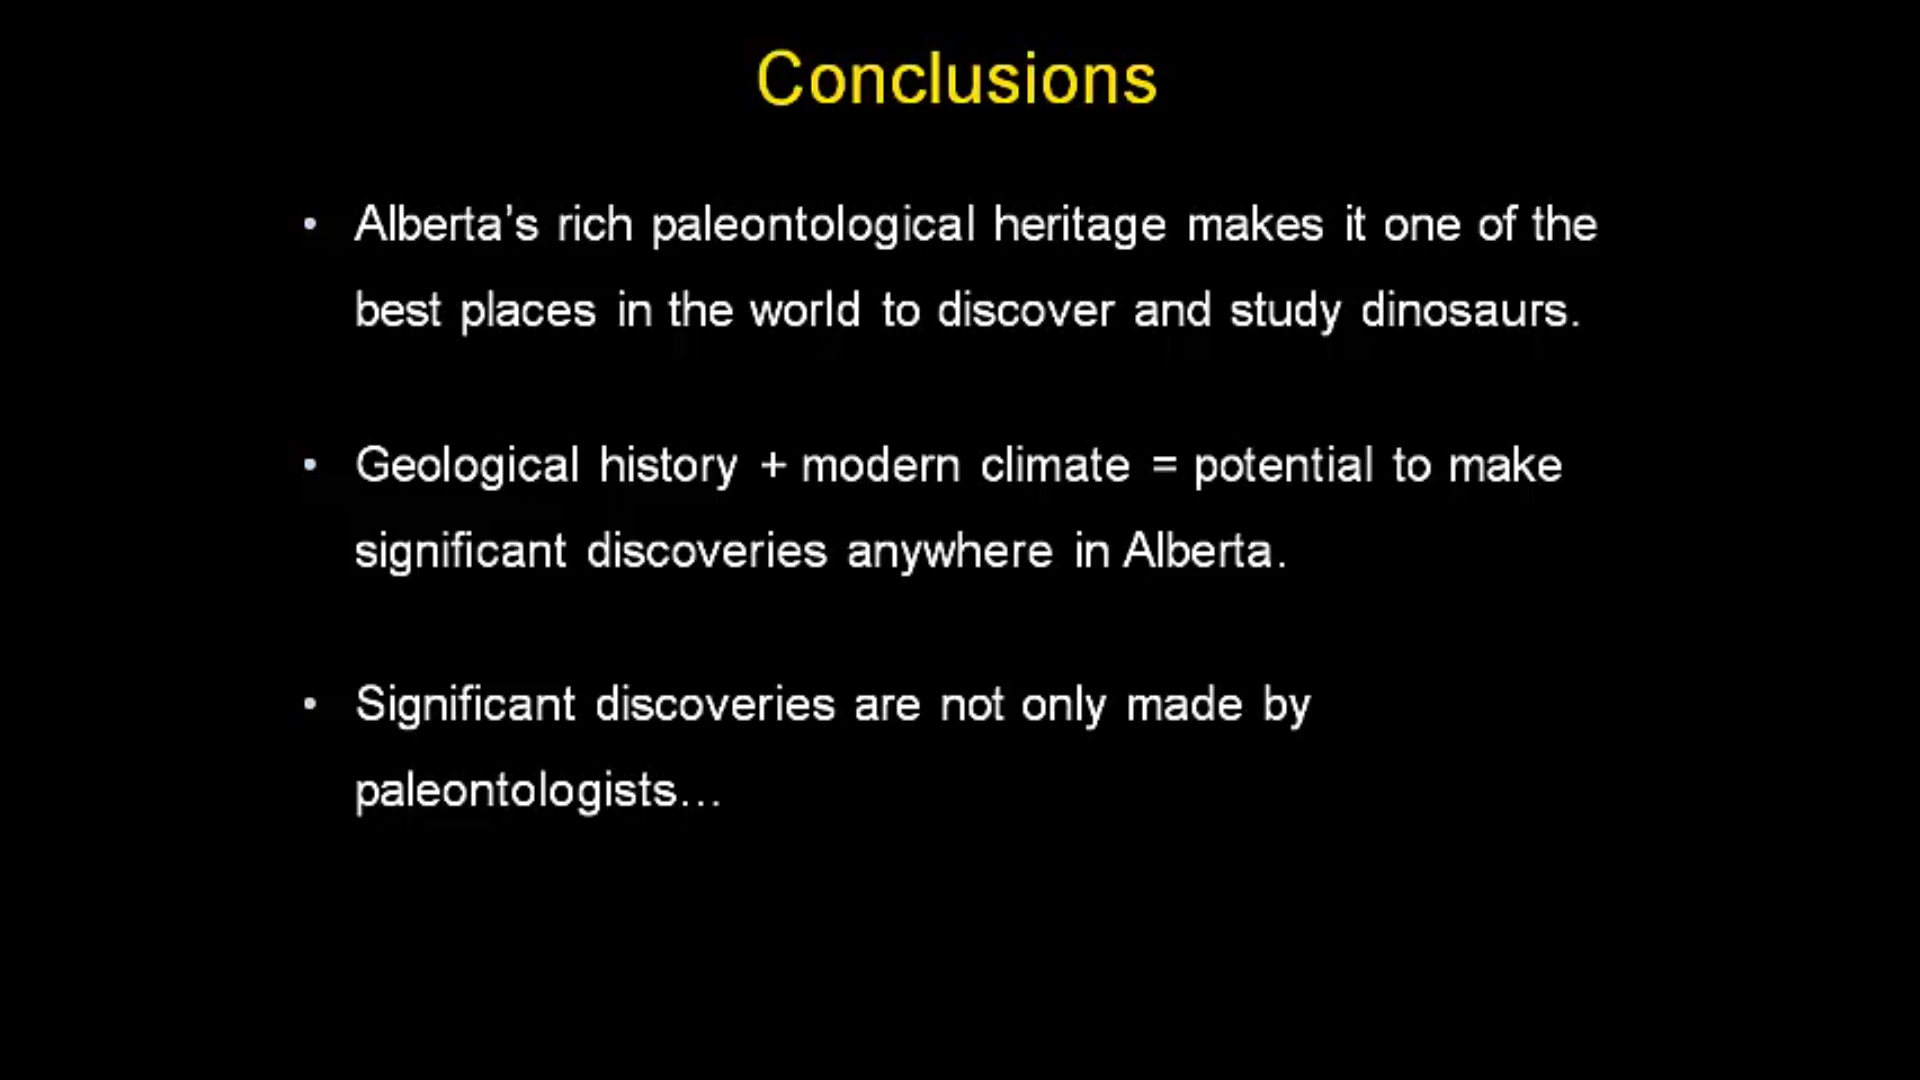 Conclusions
• Alberta's rich paleontological heritage makes it one of the
best places in the world to discover and study dinosaurs.
• Geological history + modern climate = potential to make
significant discoveries anywhere in Alberta.
• Significant discoveries are not only made by
paleontologists…